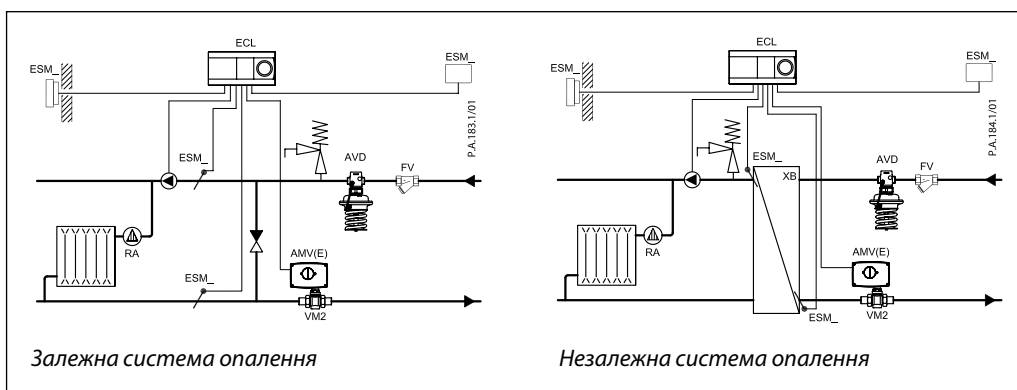 ECL
ESM_
ESM_
P.A.183.1/01
ESM_
AVD
FV
RA
AMV(E)
ESM_
VM2
Залежна система опалення
ECL
ESM_
ESM_
P.A.184.1/01
ESM_
XB
AVD
FV
RA
AMV(E)
ESM_
VM2
Незалежна система опалення